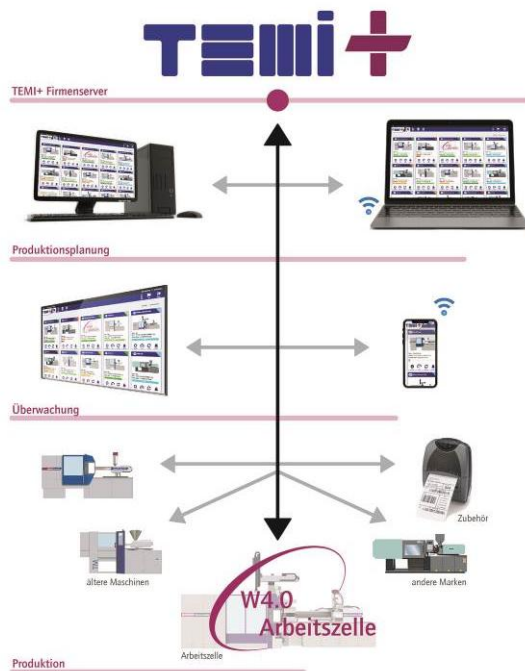 TEMI+
TEMI+ Firmenserver
Produktionsplanung
Überwachung
Zubehör
ältere Maschinen
andere Marken
W4.0
Arbeitszelle
Arbeitszelle
Produktion